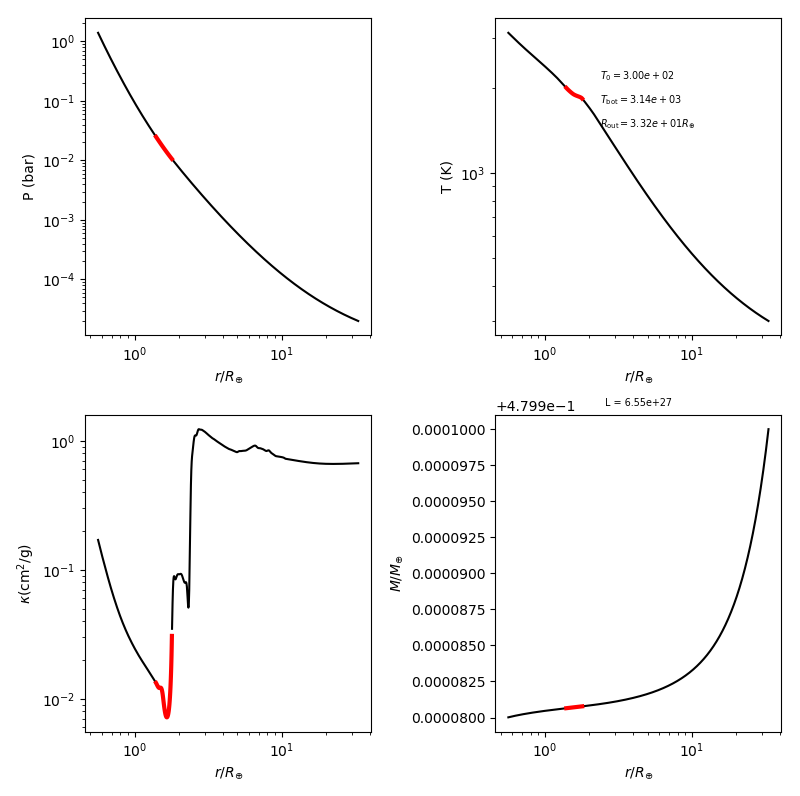 10⁰
10⁻¹
10⁻²
10⁻³
10⁻⁴
P (bar)
10⁰ 10¹
r/R⊕
T₀ = 3.00e + 02
T_bot = 3.14e + 03
R_out = 3.32e + 01R⊕
10³
T (K)
10⁰ 10¹
r/R⊕
10⁰
10⁻¹
10⁻²
κ(cm²/g)
10⁰ 10¹
r/R⊕
+4.799e−1
L = 6.55e+27
0.0001000
0.0000975
0.0000950
0.0000925
0.0000900
0.0000875
0.0000850
0.0000825
0.0000800
M/M⊕
10⁰ 10¹
r/R⊕